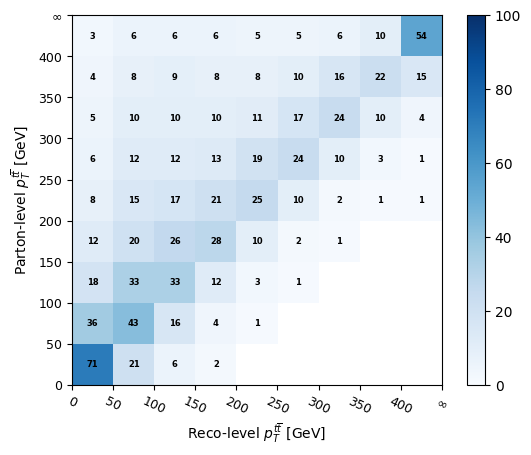 ∞
400
350
300
250
200
150
100
50
0
Parton-level $p_T^{t\bar{t}}$ [GeV]
3 6 6 6 5 5 6 10 54
4 8 9 8 8 10 16 22 15
5 10 10 10 11 17 24 10 4
6 12 12 13 19 24 10 3 1
8 15 17 21 25 10 2 1 1
12 20 26 28 10 2 1
18 33 33 12 3 1
36 43 16 4 1
71 21 6 2
0 50 100 150 200 250 300 350 400 ∞
Reco-level $p_T^{t\bar{t}}$ [GeV]
100
80
60
40
20
0